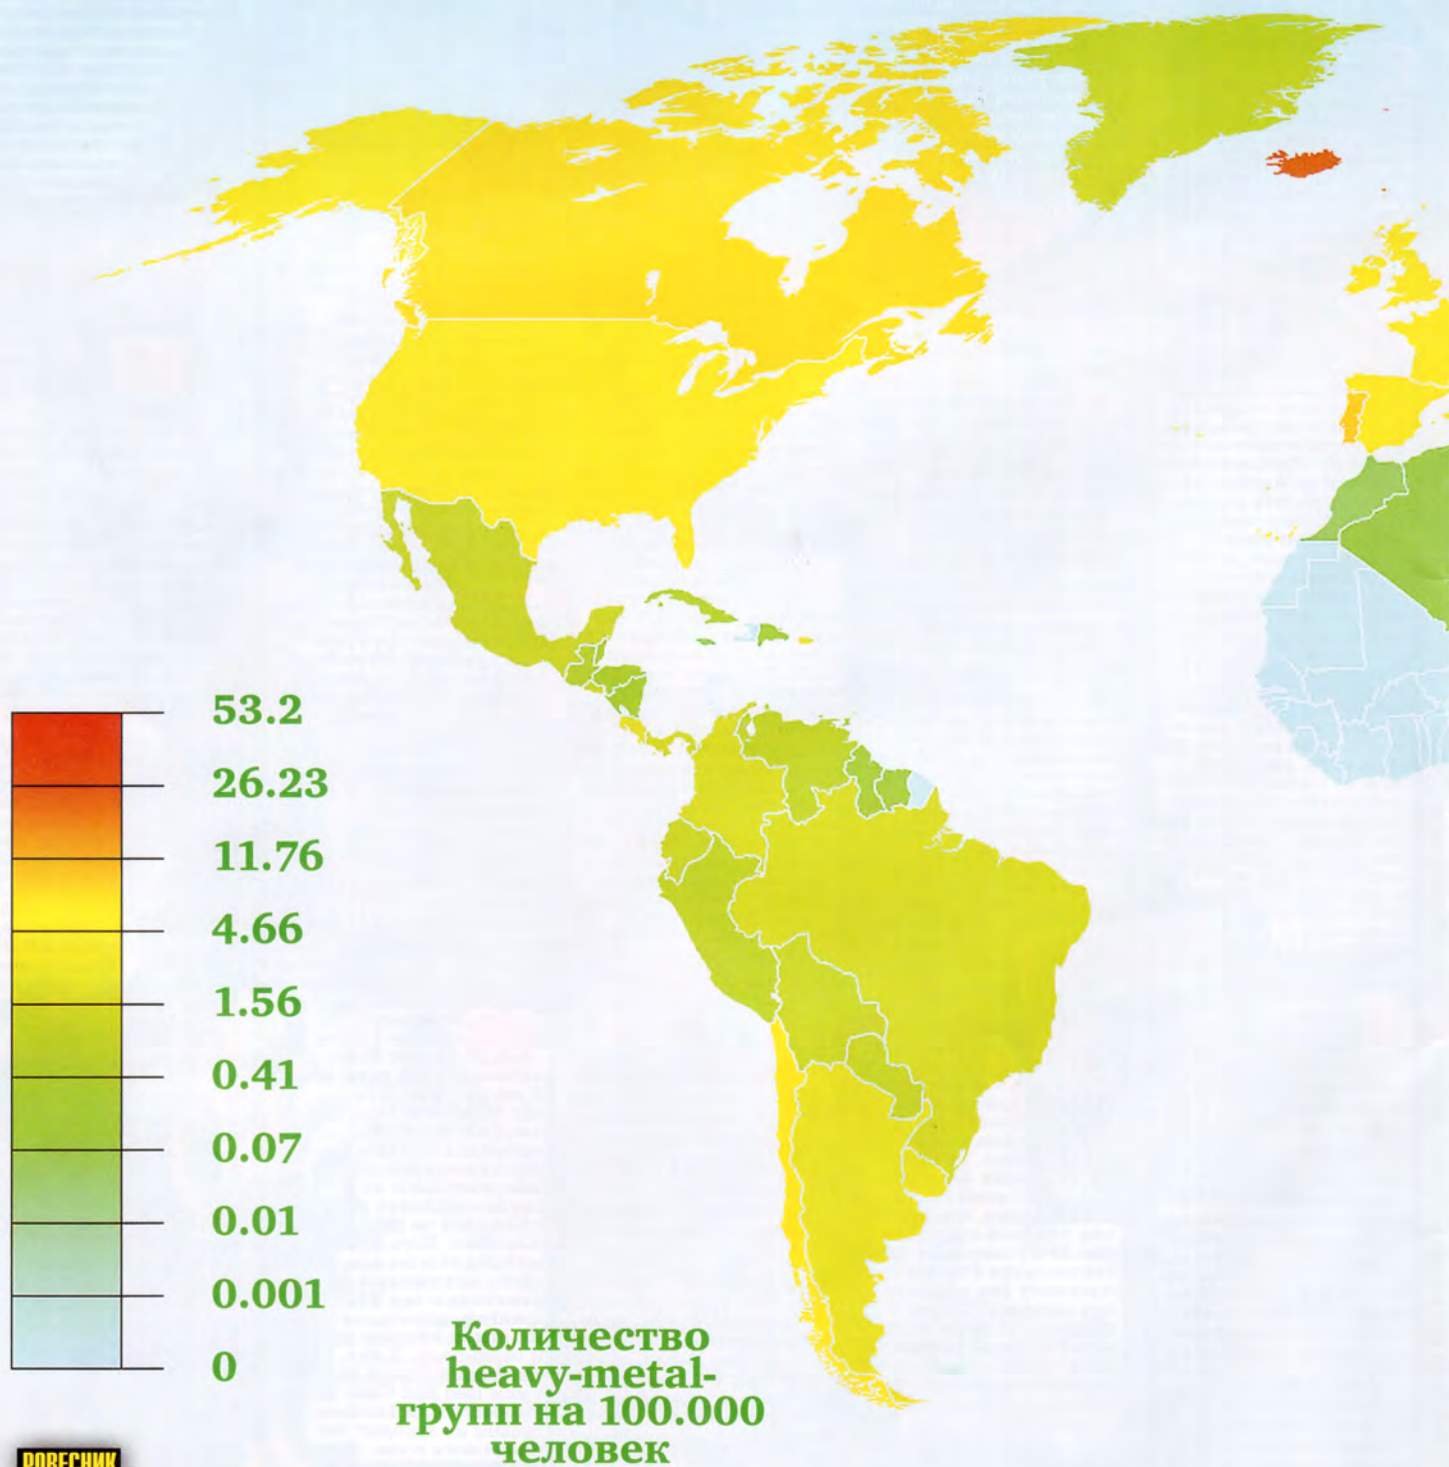 53.2
26.23
11.76
4.66
1.56
0.41
0.07
0.01
0.001
0
Количество
heavy-metal-
групп на 100.000
человек
РОВЕСНИК